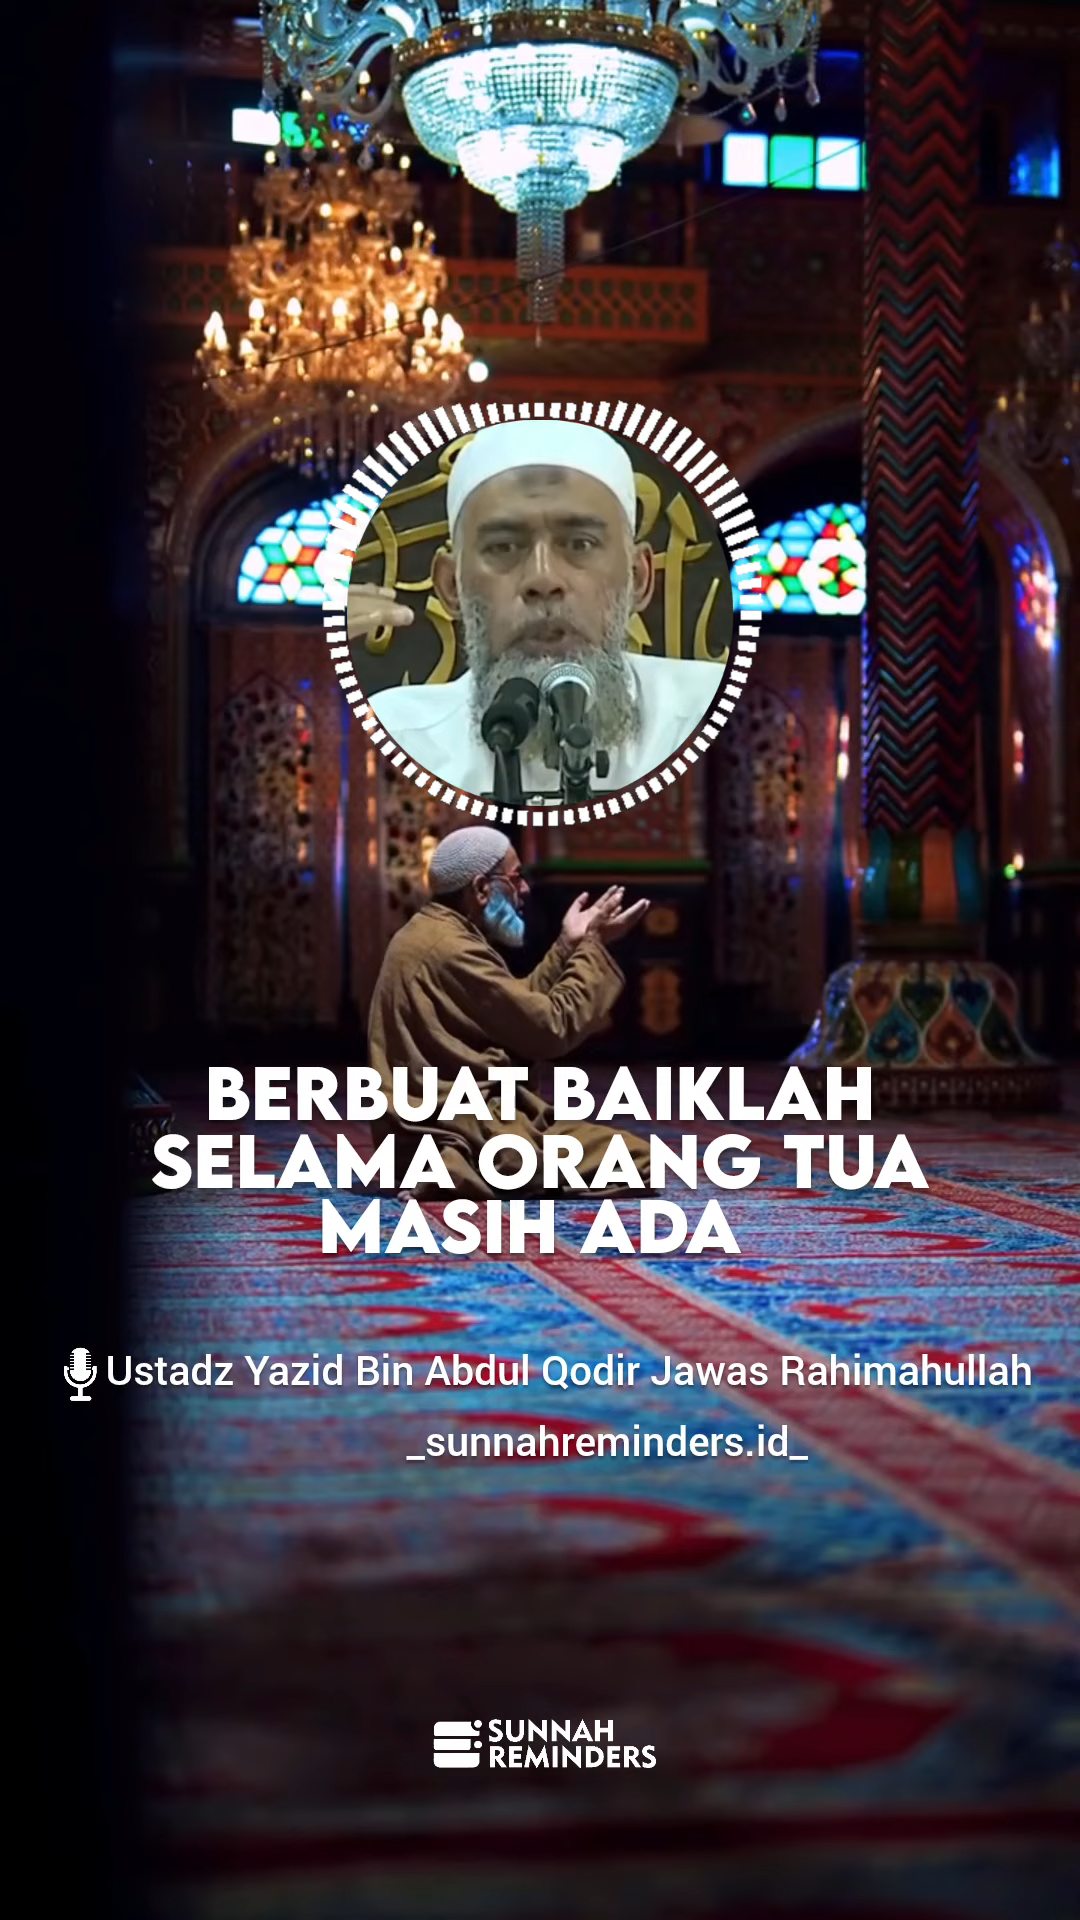 BERBUAT BAIKLAH
SELAMA ORANG TUA
MASIH ADA
Ustadz Yazid Bin Abdul Qodir Jawas Rahimahullah
_sunnahreminders.id_
SUNNAH
REMINDERS